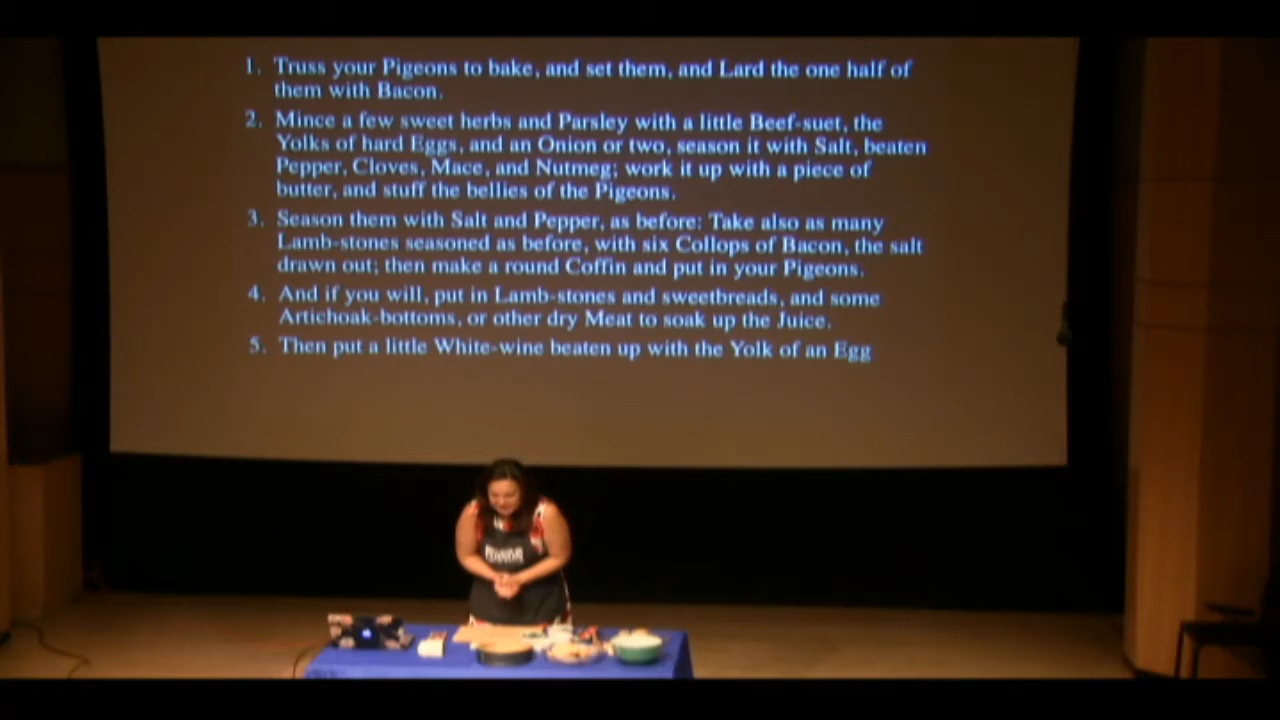 1. Truss your Pigeons to bake, and set them, and Lard the one half of
them with Bacon.
2. Mince a few sweet herbs and Parsley with a little Beef-suet, the
Yolks of hard Eggs, and an Onion or two, season it with Salt, beaten
Pepper, Cloves, Mace, and Nutmeg; work it up with a piece of
butter, and stuff the bellies of the Pigeons.
3. Season them with Salt and Pepper, as before: Take also as many
Lamb-stones seasoned as before, with six Collops of Bacon, the salt
drawn out; then make a round Coffin and put in your Pigeons.
4. And if you will, put in Lamb-stones and sweetbreads, and some
Artichoak-bottoms, or other dry Meat to soak up the Juice.
5. Then put a little White-wine beaten up with the Yolk of an Egg